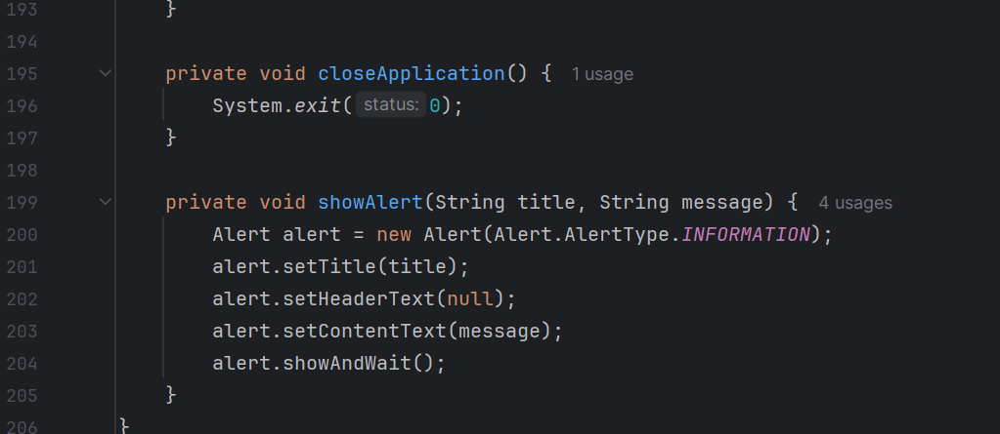 193 }
194
195 private void closeApplication() { 1 usage
196 System.exit( status: 0);
197 }
198
199 private void showAlert(String title, String message) { 4 usages
200 Alert alert = new Alert(Alert.AlertType.INFORMATION);
201 alert.setTitle(title);
202 alert.setHeaderText(null);
203 alert.setContentText(message);
204 alert.showAndWait();
205 }
206 }